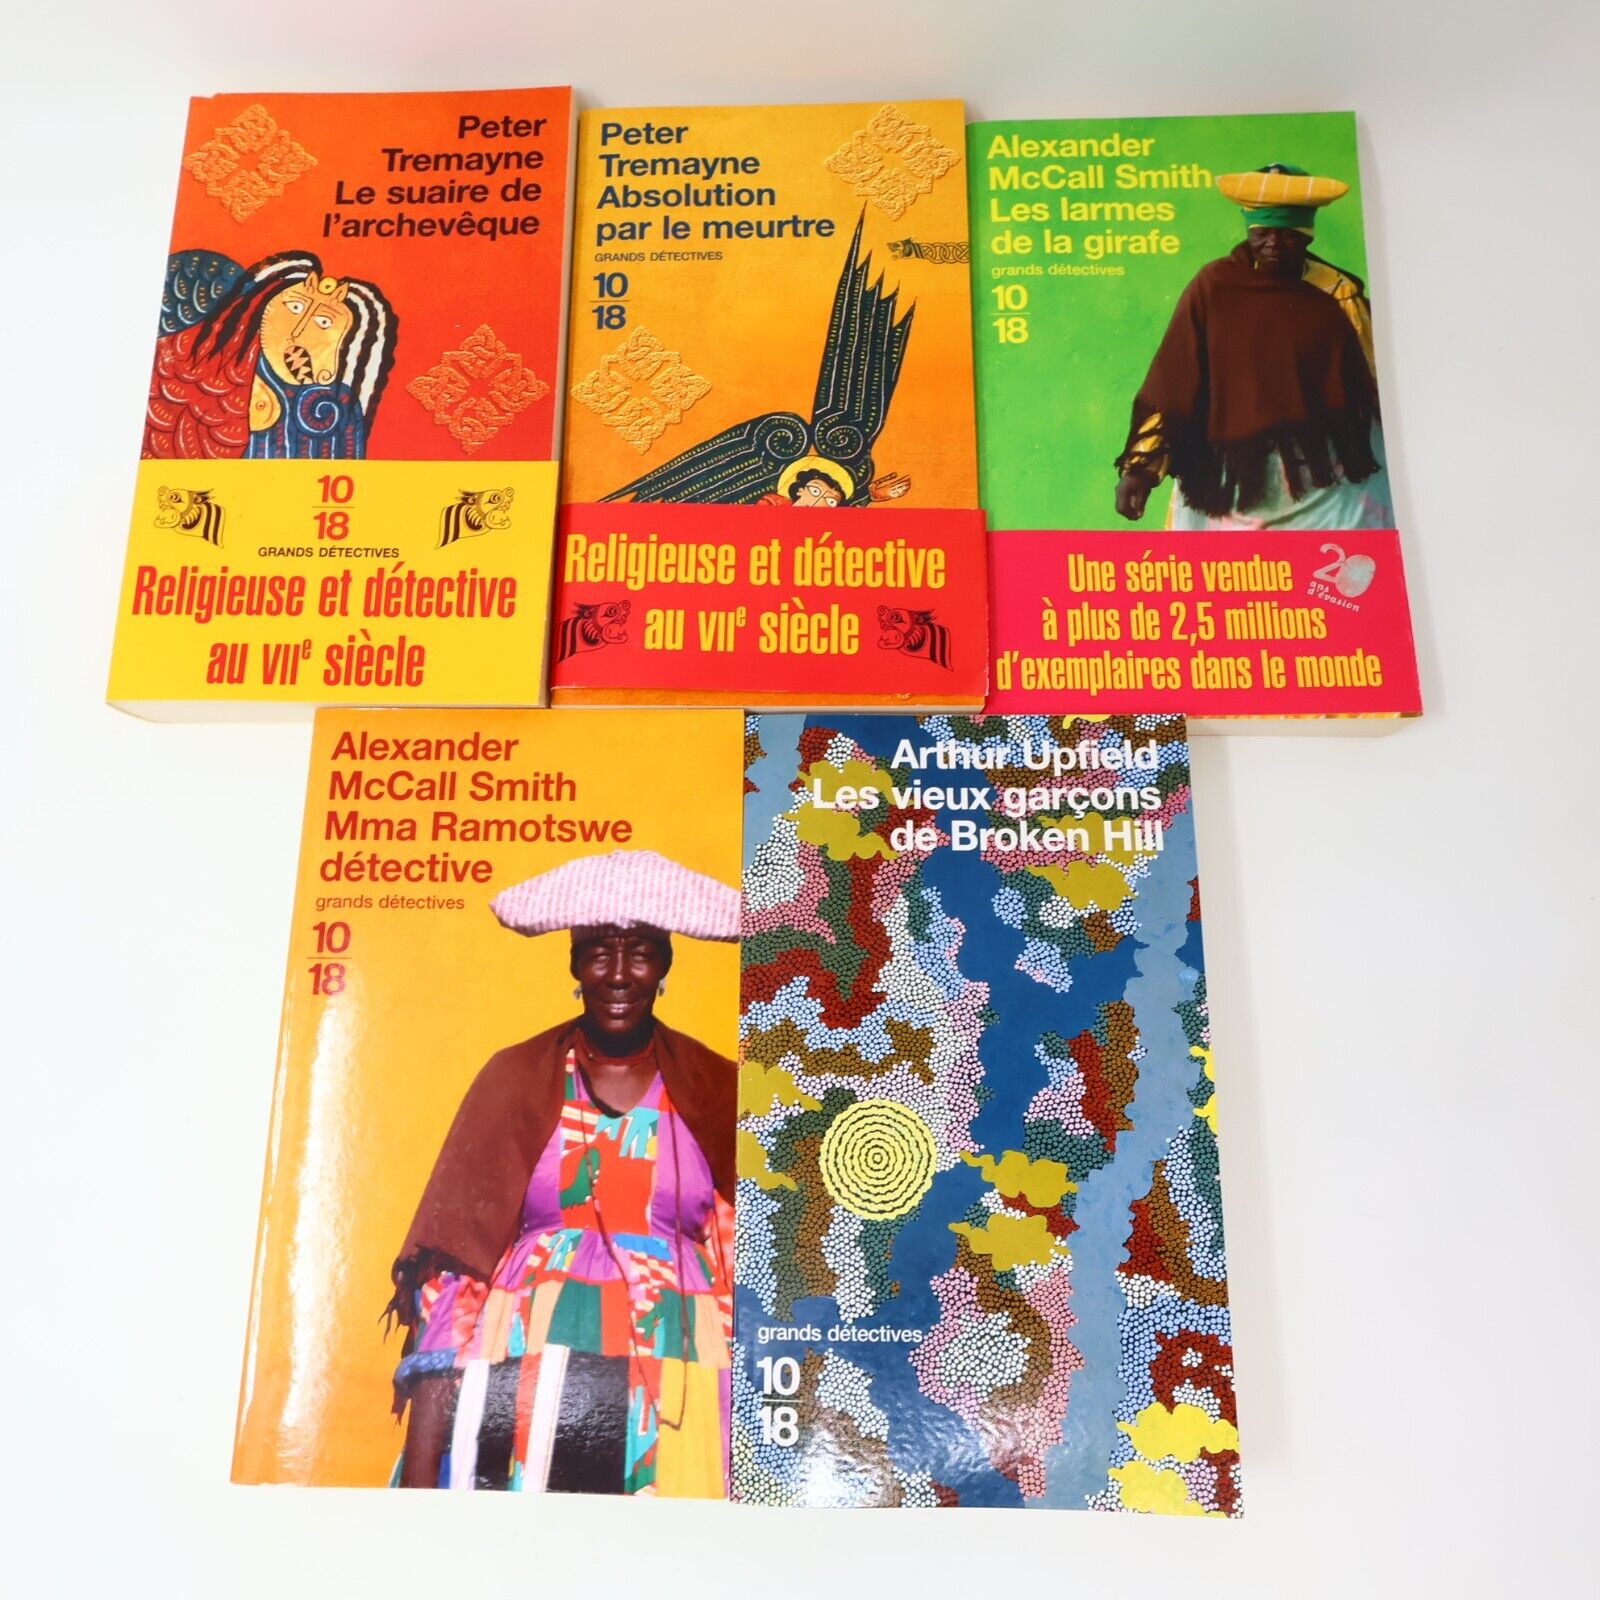 Peter
Tremayne
Le suaire de
l'archevêque
10
18
GRANDS DÉTECTIVES
Religieuse et détective
au VIIe siècle
Peter
Tremayne
Absolution
par le meurtre
GRANDS DÉTECTIVES
10
18
Religieuse et détective
au VIIe siècle
Alexander
McCall Smith
Les larmes
de la girafe
grands détectives
10
18
Une série vendue
à plus de 2,5 millions
d'exemplaires dans le monde
20
ans
d'évasion
Alexander
McCall Smith
Mma Ramotswe
détective
grands détectives
10
18
Arthur Upfield
Les vieux garçons
de Broken Hill
grands détectives
10
18